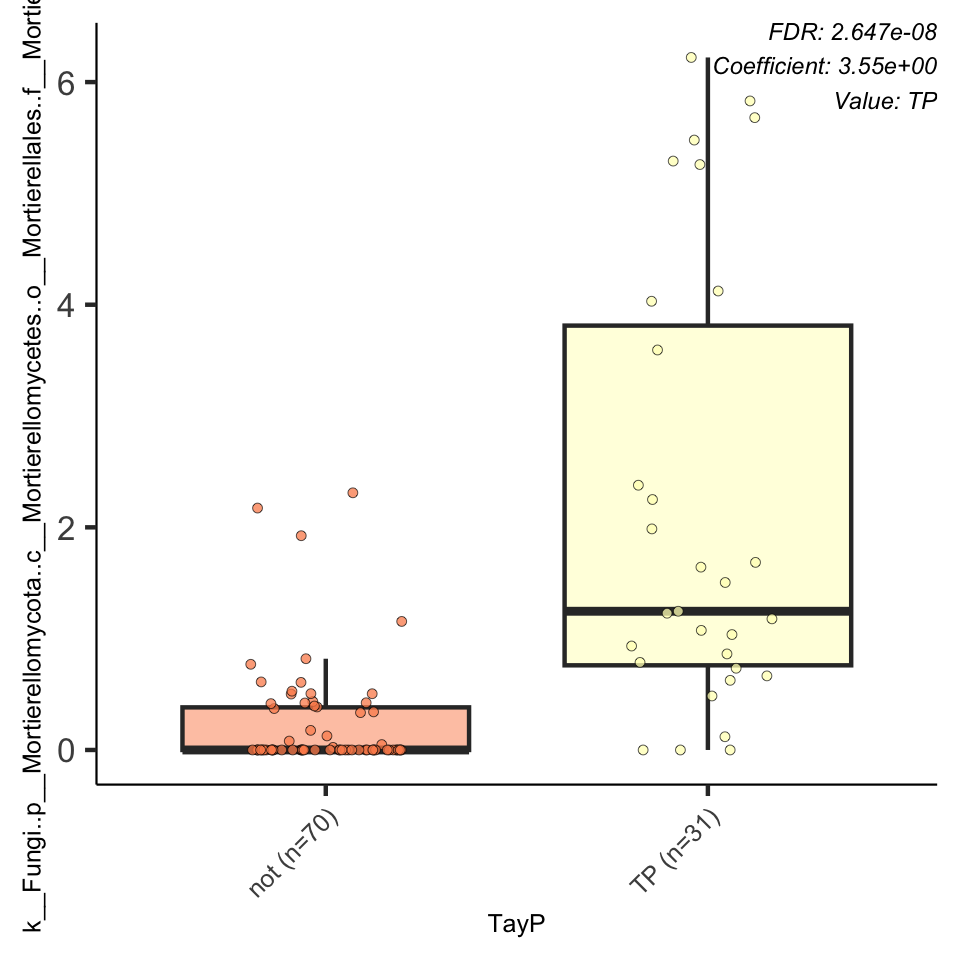 FDR: 2.647e-08
Coefficient: 3.55e+00
Value: TP
k__Fungi..p__Mortierellomycota..c__Mortierellomycetes..o__Mortierellales..f__Mortie
6
4
2
0
not (n=70)
TP (n=31)
TayP